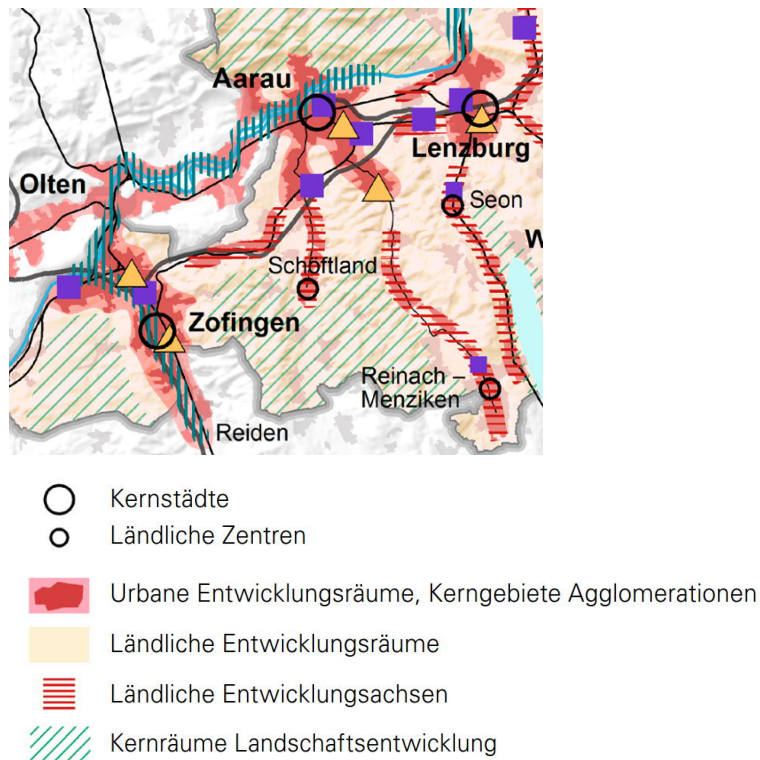 Aarau
Lenzburg
Olten
Seon
W
Schöftland
Zofingen
Reinach –
Menziken
Reiden
Kernstädte
Ländliche Zentren
Urbane Entwicklungsräume, Kerngebiete Agglomerationen
Ländliche Entwicklungsräume
Ländliche Entwicklungsachsen
Kernräume Landschaftsentwicklung